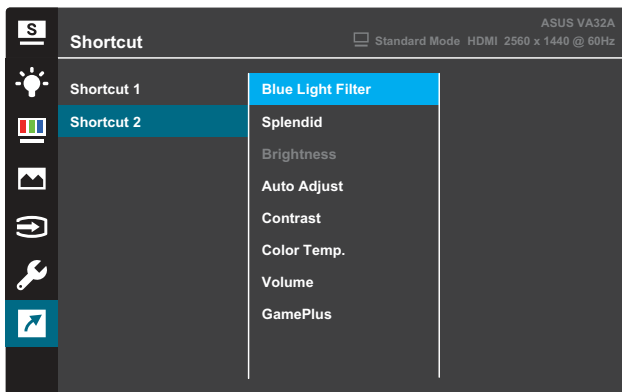 S
ASUS VA32A
Shortcut
Standard Mode HDMI 2560 x 1440 @ 60Hz
Shortcut 1
Shortcut 2
Blue Light Filter
Splendid
Brightness
Auto Adjust
Contrast
Color Temp.
Volume
GamePlus